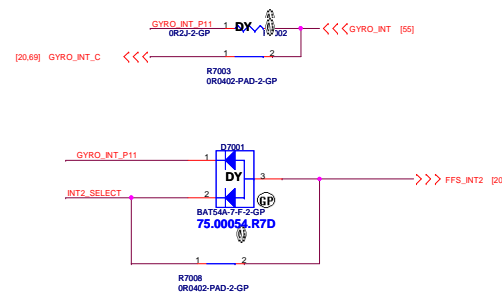 GYRO_INT_P11 1 DY 2 GYRO_INT [55]
0R2J-2-GP
[20,69] GYRO_INT_C 1 2
R7003
0R0402-PAD-2-GP
D7001
GYRO_INT_P11 1
DY 3 FFS_INT2 [20
INT2_SELECT 2
GP
BAT54A-7-F-2-GP
75.00054.R7D
1 2
R7008
0R0402-PAD-2-GP